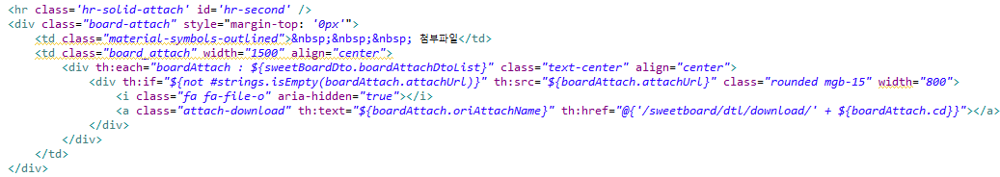 <hr class='hr-solid-attach' id='hr-second' />
<div class="board-attach" style="margin-top: '0px'">
    <td class="material-symbols-outlined">&nbsp;&nbsp;&nbsp; 첨부파일</td>
    <td class="board_attach" width="1500" align="center">
        <div th:each="boardAttach : ${sweetBoardDto.boardAttachDtoList}" class="text-center" align="center">
            <div th:if="${not #strings.isEmpty(boardAttach.attachUrl)}" th:src="${boardAttach.attachUrl}" class="rounded mgb-15" width="800">
                <i class="fa fa-file-o" aria-hidden="true"></i>
                <a class="attach-download" th:text="${boardAttach.oriAttachName}" th:href="@{'/sweetboard/dtl/download/' + ${boardAttach.cd}}"></a>
            </div>
        </div>
    </td>
</div>